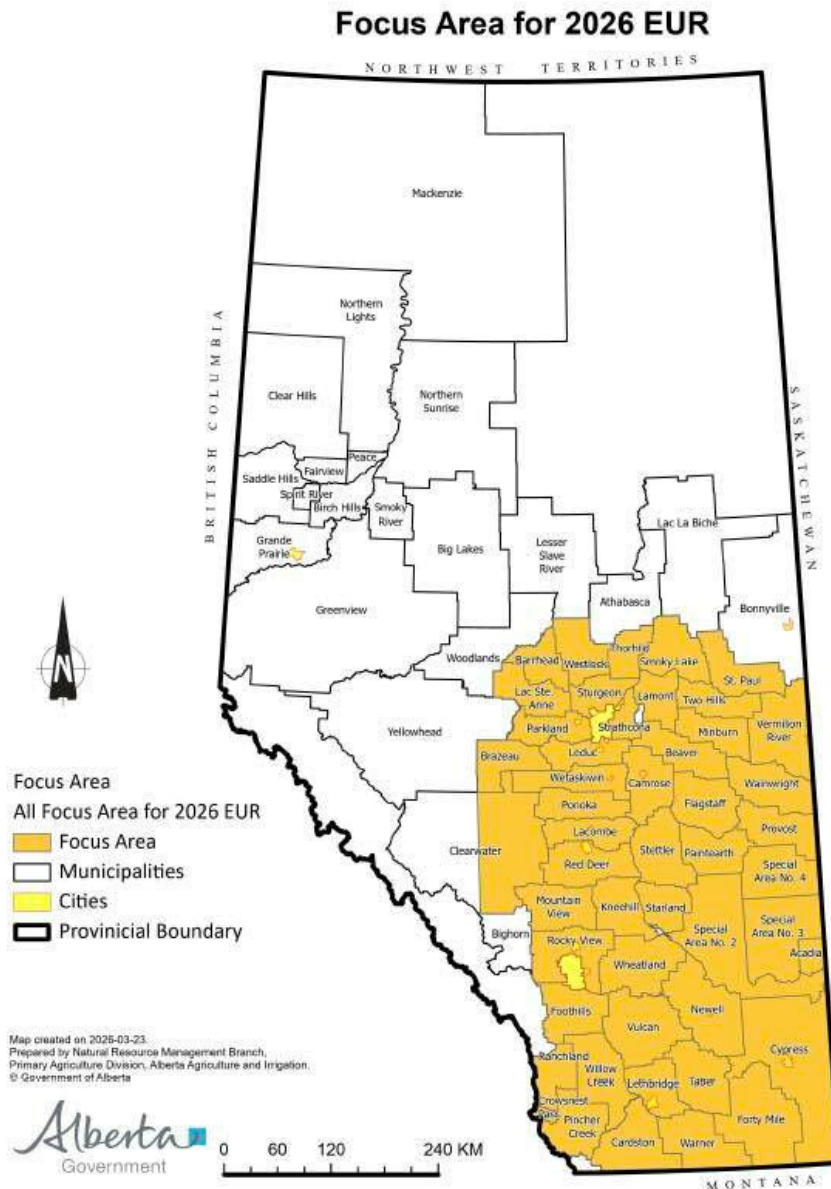 Focus Area for 2026 EUR
NORTHWEST TERRITORIES
Mackenzie
Northern
Lights
BRITISH COLUMBIA
Clear Hills
Northern
Sunrise
SASKATCHEWAN
Peace
Fairview
Saddle Hills
Spirit River
Birch Hills
Smoky
River
Lac La Biche
Grande
Prairie
Big Lakes
Lesser
Slave
River
Greenview
Athabasca
Bonnyville
N
Woodlands
Barrhead
Westlock
Thorhild
Smoky Lake
St. Paul
Lac Ste.
Anne
Sturgeon
Lamont
Two Hills
Yellowhead
Parkland
Strathcona
Minburn
Vermilion
River
Brazeau
Leduc
Beaver
Wetaskiwin
Camrose
Wainwright
Ponoka
Flagstaff
Clearwater
Lacombe
Stettler
Paintearth
Provost
Red Deer
Special
Area No. 4
Mountain
View
Kneehill
Starland
Bighorn
Rocky View
Special
Area No. 2
Special
Area No. 3
Acadia
Wheatland
Foothills
Newell
Vulcan
Cypress
Ranchland
Willow
Creek
Lethbridge
Taber
Crowsnest
Pass
Pincher
Creek
Forty Mile
Cardston
Warner
MONTANA
Focus Area
All Focus Area for 2026 EUR
Focus Area
Municipalities
Cities
Provinicial Boundary
Map created on 2026-03-23.
Prepared by Natural Resource Management Branch,
Primary Agriculture Division, Alberta Agriculture and Irrigation.
© Government of Alberta
Alberta
Government
0 60 120 240 KM